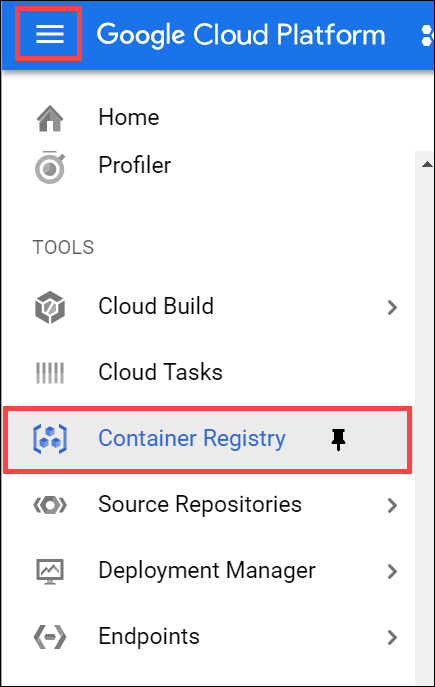 Google Cloud Platform
Home
Profiler
TOOLS
Cloud Build
Cloud Tasks
Container Registry
Source Repositories
Deployment Manager
Endpoints